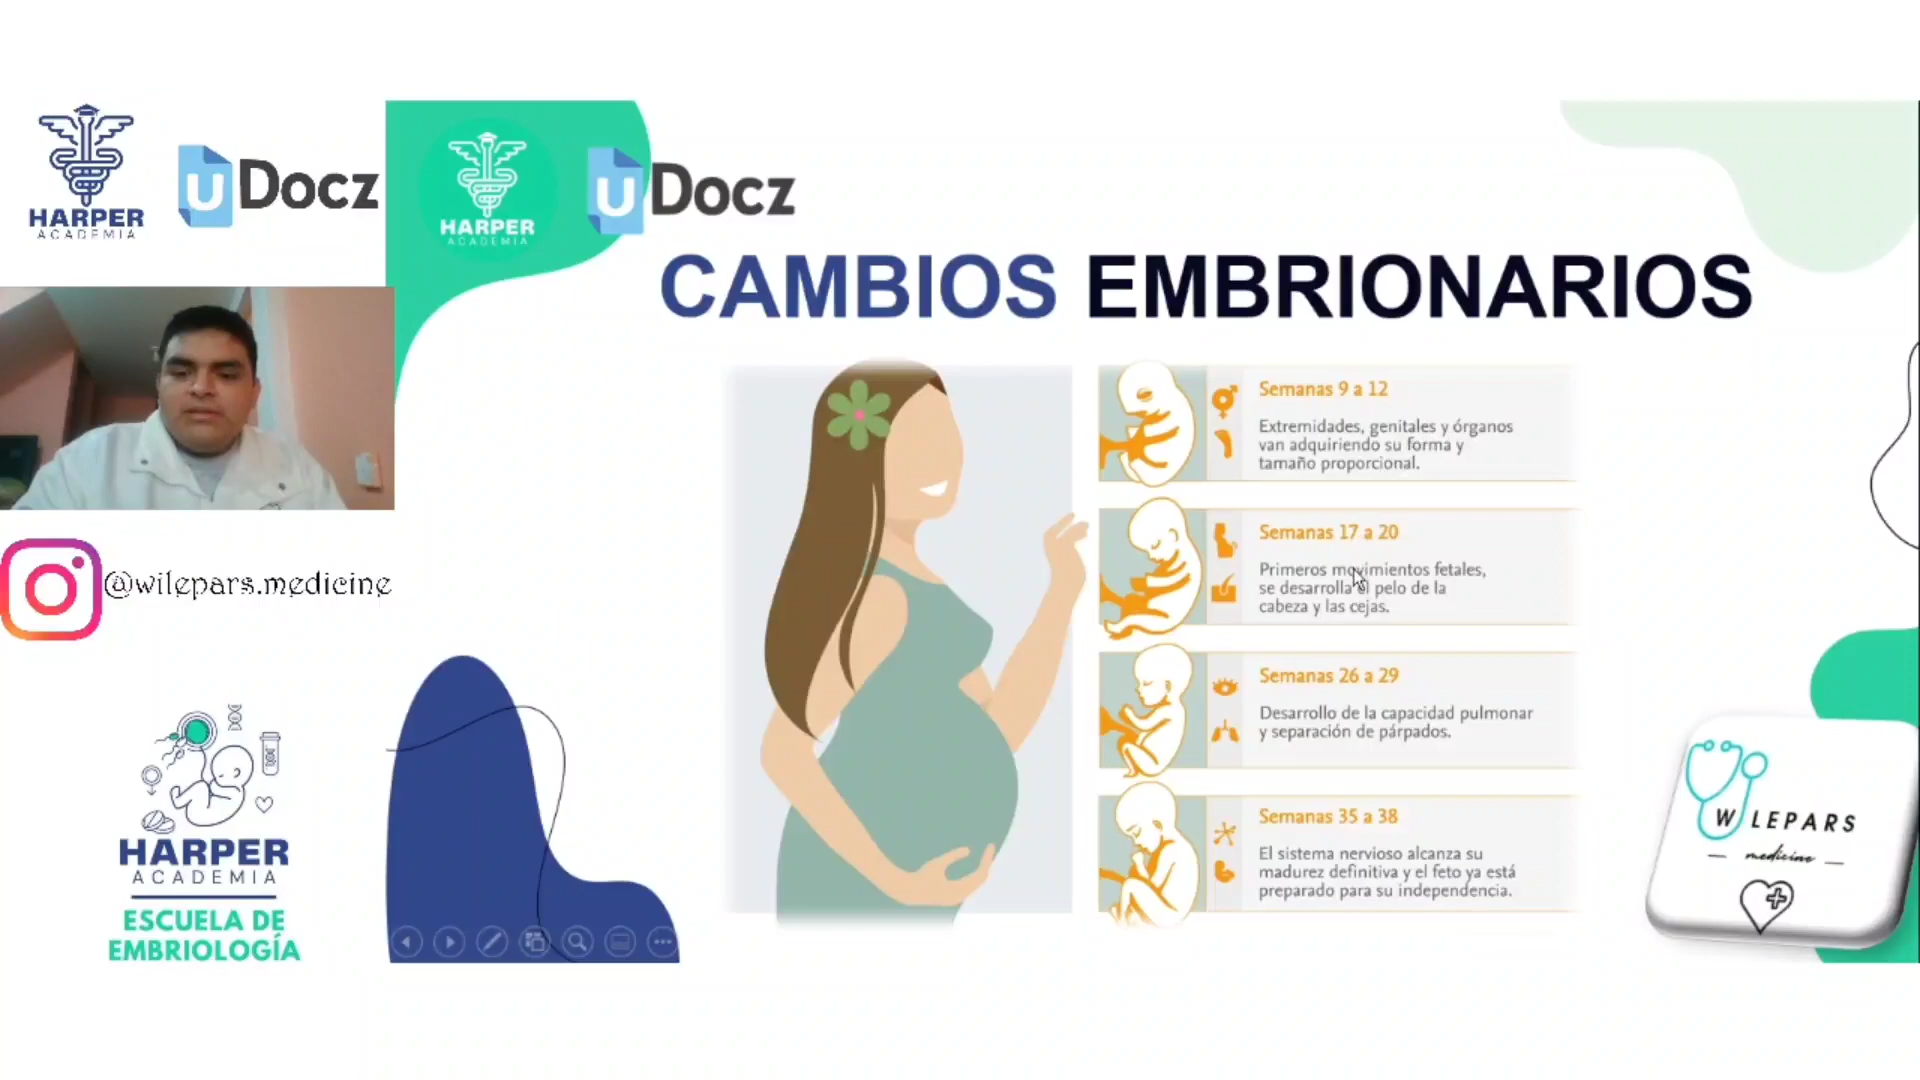 HARPER
ACADEMIA
U Docz
HARPER
ACADEMIA
U Docz
CAMBIOS EMBRIONARIOS
Semanas 9 a 12
Extremidades, genitales y órganos
van adquiriendo su forma y
tamaño proporcional.
Semanas 17 a 20
Primeros movimientos fetales,
se desarrolla el pelo de la
cabeza y las cejas.
Semanas 26 a 29
Desarrollo de la capacidad pulmonar
y separación de párpados.
Semanas 35 a 38
El sistema nervioso alcanza su
madurez definitiva y el feto ya está
preparado para su independencia.
@wilepars.medicine
HARPER
ACADEMIA
ESCUELA DE
EMBRIOLOGÍA
W LEPARS
medicine